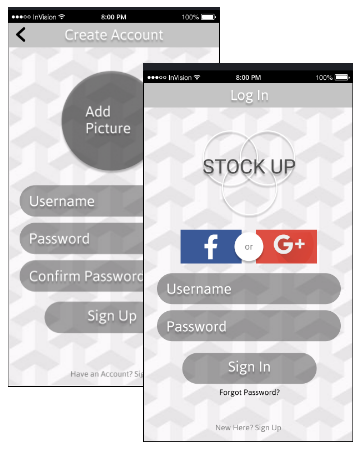 InVision 8:00 PM 100%
Create Account
Add
Picture
Username
Password
Confirm Password
Sign Up
Have an Account?
InVision 8:00 PM 100%
Log In
STOCK UP
f or G+
Username
Password
Sign In
Forgot Password?
New Here? Sign Up